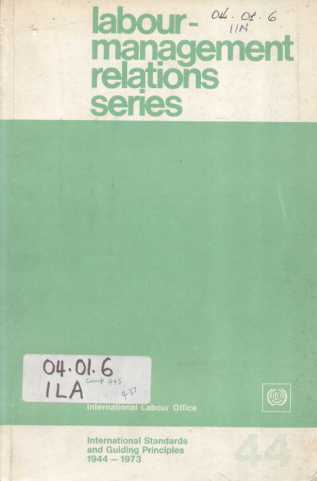 labour-
management
relations
series
04.01.6
04.01.6
ILA
International Labour Office
International Standards
and Guiding Principles
1944 – 1973
44